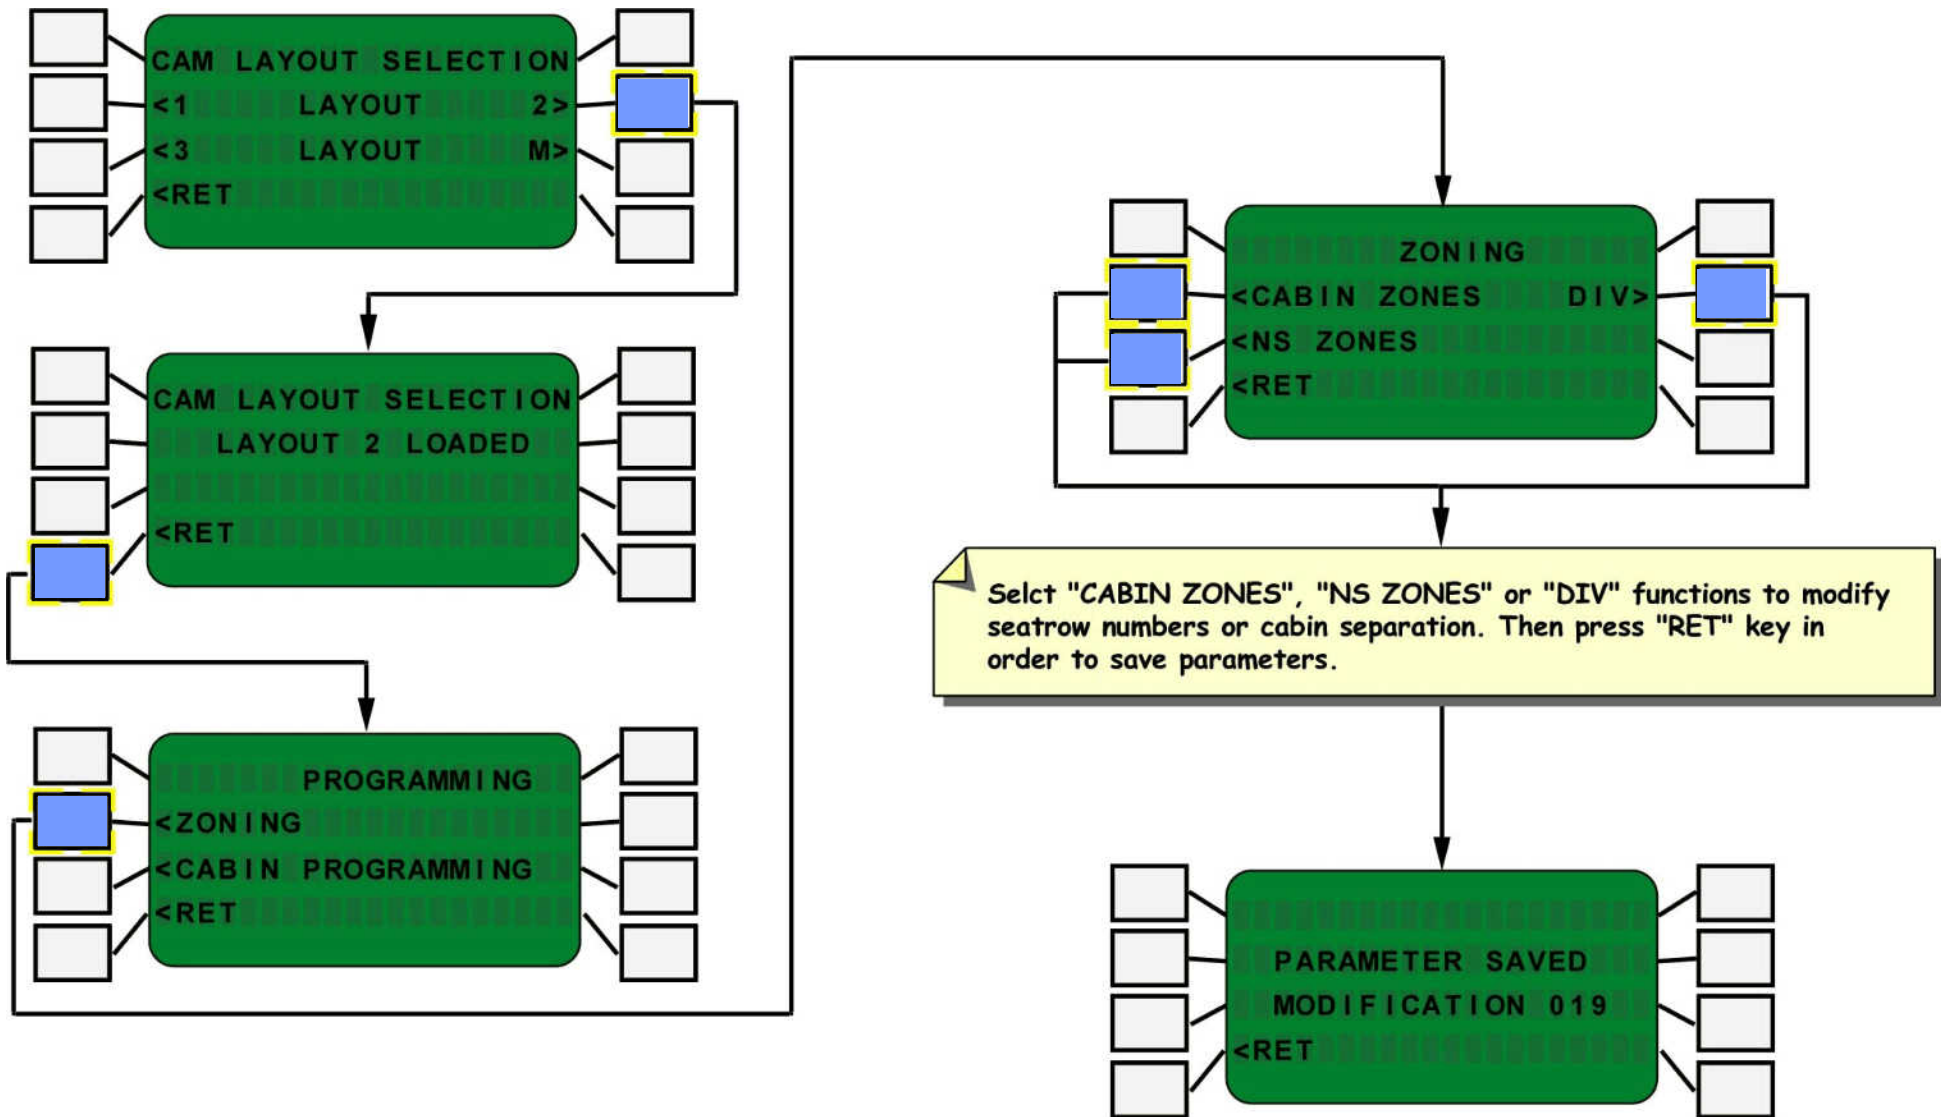 CAM LAYOUT SELECTION
<1 LAYOUT 2>
<3 LAYOUT M>
<RET
CAM LAYOUT SELECTION
LAYOUT 2 LOADED
<RET
PROGRAMMING
<ZONING
<CABIN PROGRAMMING
<RET
ZONING
<CABIN ZONES DIV>
<NS ZONES
<RET
Selct "CABIN ZONES", "NS ZONES" or "DIV" functions to modify
seatrow numbers or cabin separation. Then press "RET" key in
order to save parameters.
PARAMETER SAVED
MODIFICATION 019
<RET